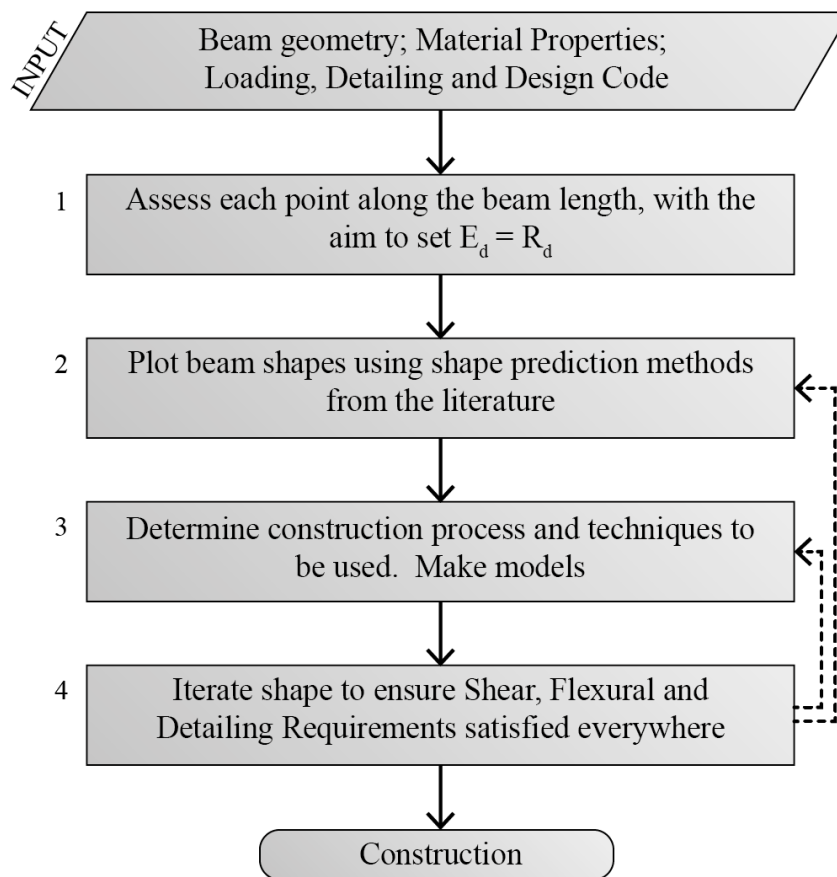 INPUT
Beam geometry; Material Properties;
Loading, Detailing and Design Code
1
Assess each point along the beam length, with the
aim to set E_d = R_d
2
Plot beam shapes using shape prediction methods
from the literature
3
Determine construction process and techniques to
be used.  Make models
4
Iterate shape to ensure Shear, Flexural and
Detailing Requirements satisfied everywhere
Construction